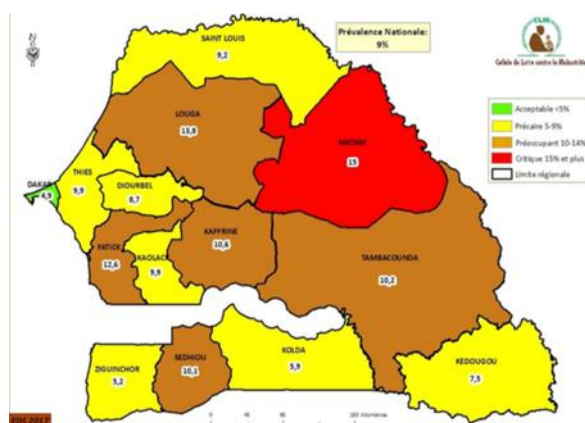 Prévalence Nationale:
9%
CLM
Cellule de Lutte contre la Malnutrition
Acceptable <5%
Précaire 5-9%
Préoccupant 10-14%
Critique 15% et plus
Limite régionale
SAINT LOUIS
9,2
LOUGA
13,8
MATAM
15
DAKAR
4,9
THIES
9,9
DIOURBEL
8,7
FATICK
12,6
KAOLACK
9,9
KAFFRINE
10,6
TAMBACOUNDA
10,2
ZIGUINCHOR
5,2
SEDHIOU
10,1
KOLDA
5,9
KEDOUGOU
7,5
EDS 2017